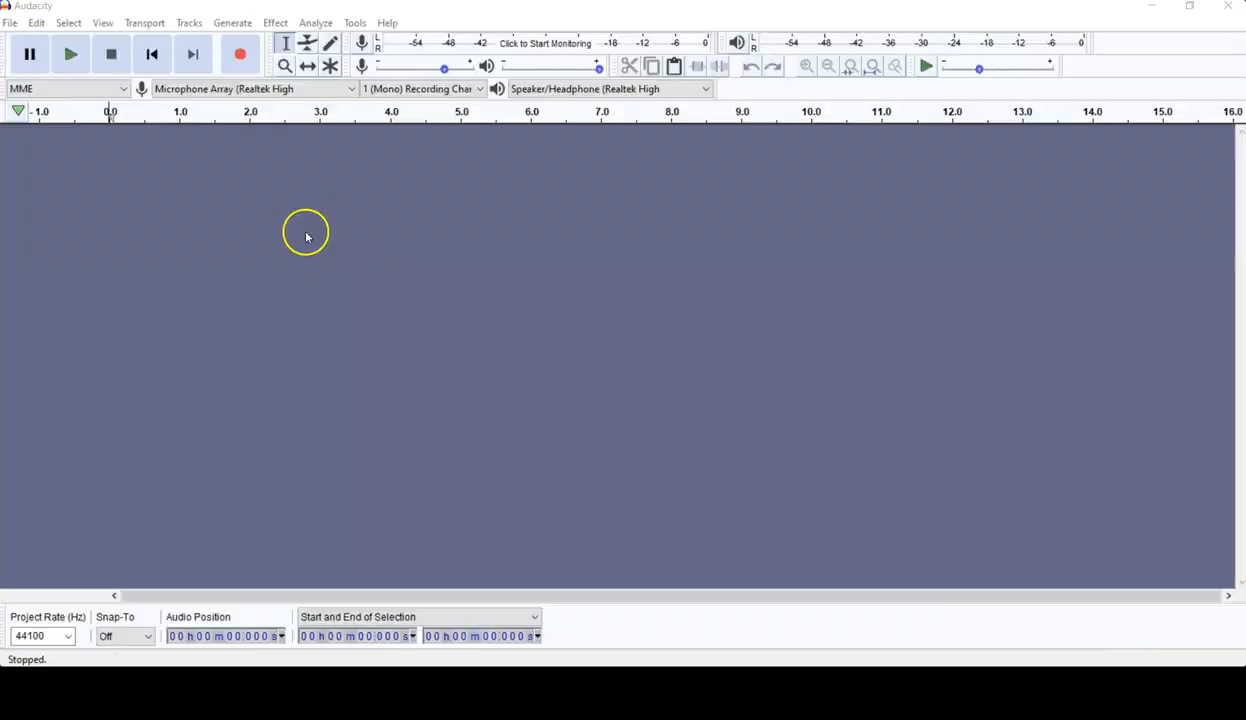 Audacity
File Edit Select View Transport Tracks Generate Effect Analyze Tools Help
L R -54 -48 -42 Click to Start Monitoring -18 -12 -6 0 L R -54 -48 -42 -36 -30 -24 -18 -12 -6 0
- + - + - +
MME Microphone Array (Realtek High 1 (Mono) Recording Char Speaker/Headphone (Realtek High
- 1.0 0.0 1.0 2.0 3.0 4.0 5.0 6.0 7.0 8.0 9.0 10.0 11.0 12.0 13.0 14.0 15.0 16.0
Project Rate (Hz) Snap-To Audio Position Start and End of Selection
44100 Off 00 h 00 m 00.000 s 00 h 00 m 00.000 s 00 h 00 m 00.000 s
Stopped.